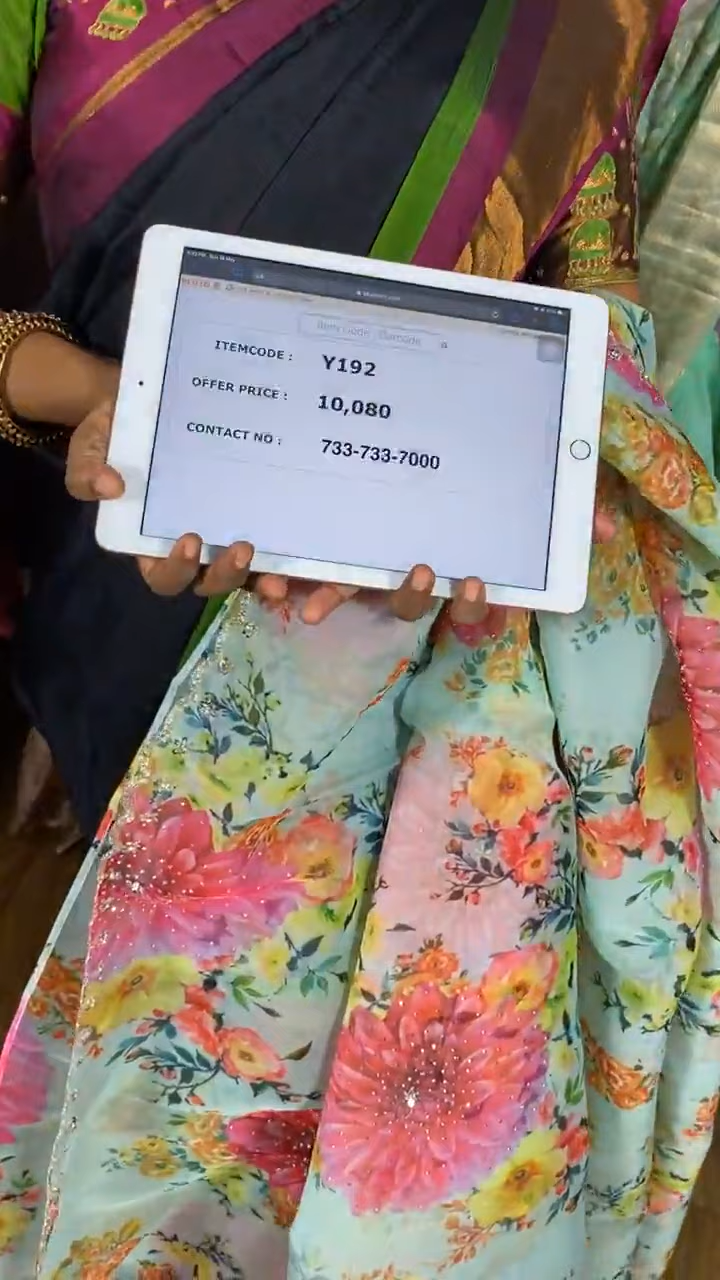 ITEMCODE : Y192
OFFER PRICE : 10,080
CONTACT NO : 733-733-7000